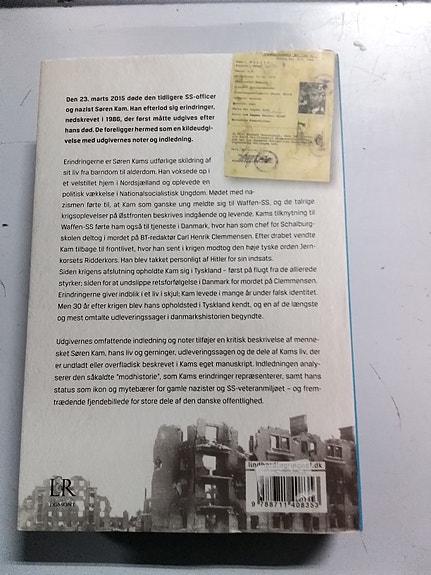 Den 23. marts 2015 døde den tidligere SS-officer
og nazist Søren Kam. Han efterlod sig erindringer,
nedskrevet i 1986, der først måtte udgives efter
hans død. De foreligger hermed som en kildeudgi-
velse med udgivernes noter og indledning.
Erindringerne er Søren Kams udførlige skildring af
sit liv fra barndom til alderdom. Han voksede op i
et velstillet hjem i Nordsjælland og oplevede en
politisk vækkelse i Nationalsocialistisk Ungdom. Mødet med na-
zismen førte til, at Kam som ganske ung meldte sig til Waffen-SS, og de talrige
krigsoplevelser på Østfronten beskrives indgående og levende. Kams tilknytning til
Waffen-SS førte ham også til tjeneste i Danmark, hvor han som chef for Schalburg-
skolen deltog i mordet på BT-redaktør Carl Henrik Clemmensen. Efter drabet vendte
Kam tilbage til frontlivet, hvor han sent i krigen modtog den høje tyske orden Jern-
korsets Ridderkors. Han blev takket personligt af Hitler for sin indsats.
Siden krigens afslutning opholdte Kam sig i Tyskland – først på flugt fra de allierede
styrker; siden for at undslippe retsforfølgelse i Danmark for mordet på Clemmensen.
Erindringerne giver indblik i et liv i skjul; Kam levede i mange år under falsk identitet.
Men 30 år efter krigen blev hans opholdsted i Tyskland kendt, og en af de længste
og mest omtalte udleveringssager i danmarkshistorien begyndte.
Udgivernes omfattende indledning og noter tilføjer en kritisk beskrivelse af menne-
sket Søren Kam, hans liv og gerninger, udleveringssagen og de dele af Kams liv, der
er undladt eller overfladisk beskrevet i Kams eget manuskript. Indledningen analy-
serer den såkaldte "modhistorie", som Kams erindringer repræsenterer, samt hans
status som ikon og mytebærer for gamle nazister og SS-veteranmiljøet – og frem-
trædende fjendebillede for store dele af den danske offentlighed.
LR
EGMONT
lindhardtogringhof.dk
9 788711 408353